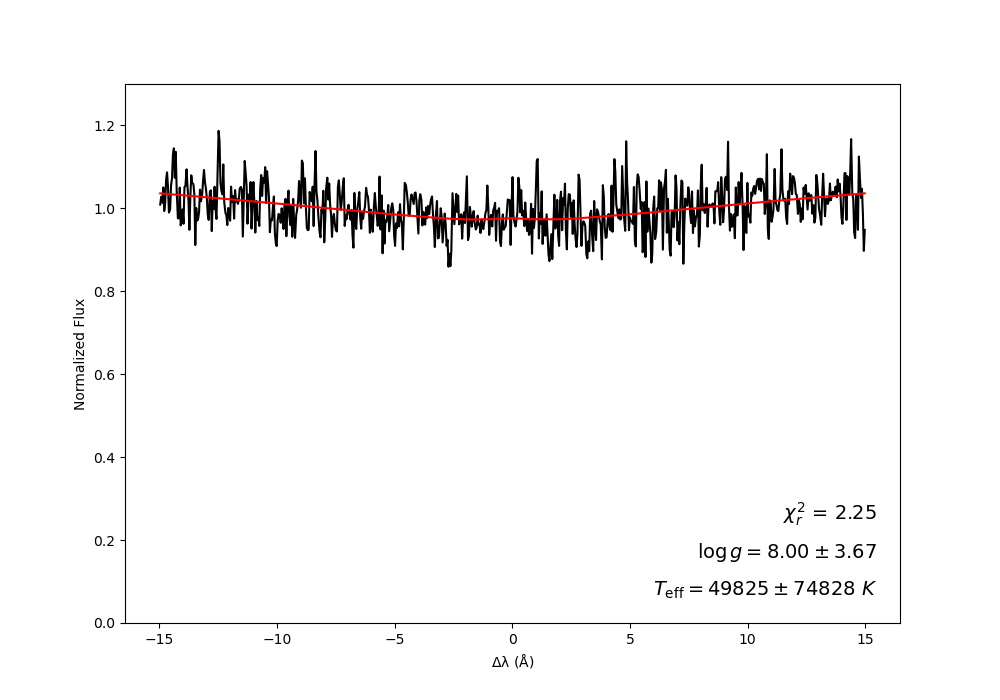 1.2
1.0
0.8
0.6
0.4
0.2
0.0
Normalized Flux
χ²ᵣ = 2.25
log g = 8.00 ± 3.67
T_eff = 49825 ± 74828 K
−15 −10 −5 0 5 10 15
Δλ (Å)